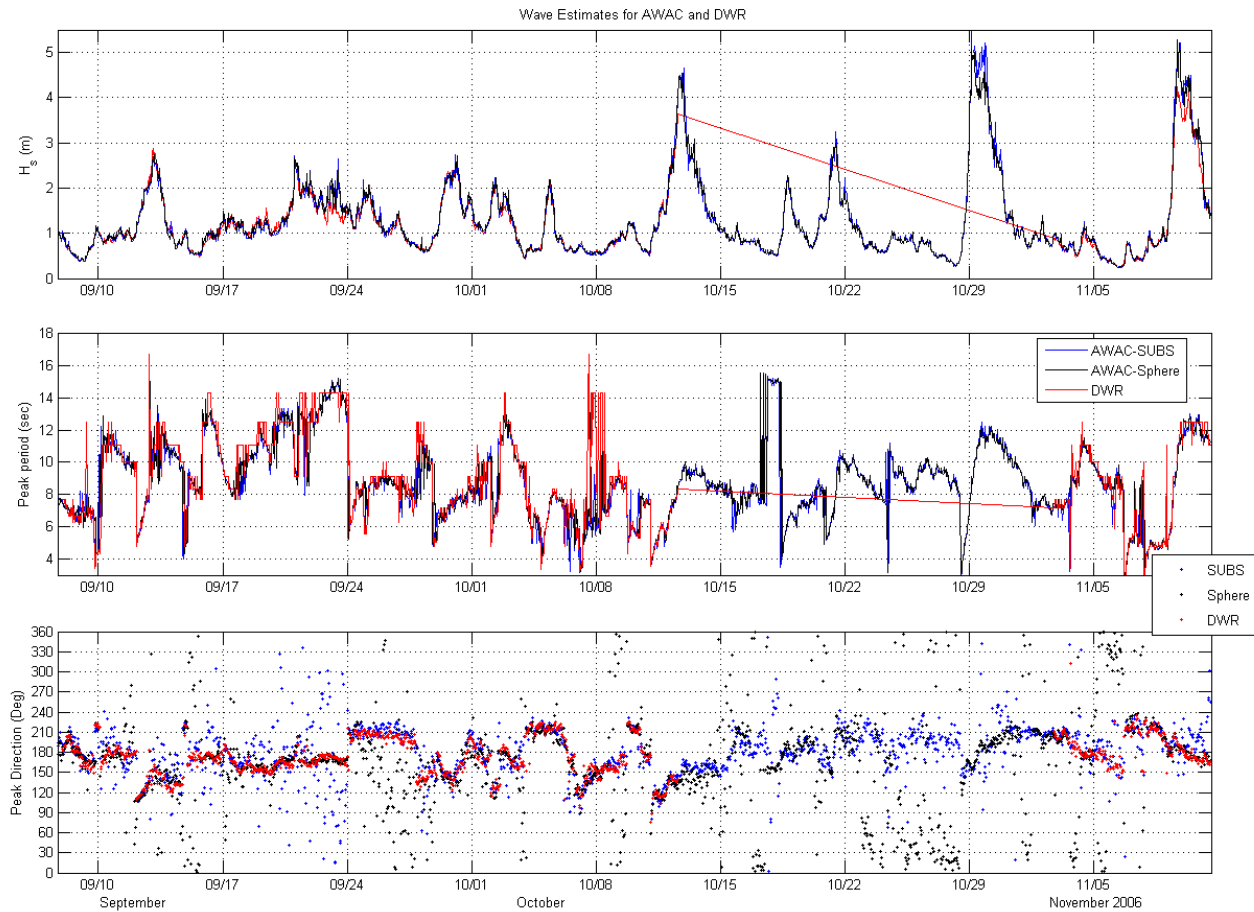 Wave Estimates for AWAC and DWR
H_s (m)
5
4
3
2
1
0
09/10 09/17 09/24 10/01 10/08 10/15 10/22 10/29 11/05
Peak period (sec)
18
16
14
12
10
8
6
4
AWAC-SUBS
AWAC-Sphere
DWR
09/10 09/17 09/24 10/01 10/08 10/15 10/22 10/29 11/05
SUBS
Sphere
DWR
Peak Direction (Deg)
360
330
300
270
240
210
180
150
120
90
60
30
0
09/10 09/17 09/24 10/01 10/08 10/15 10/22 10/29 11/05
September October November 2006